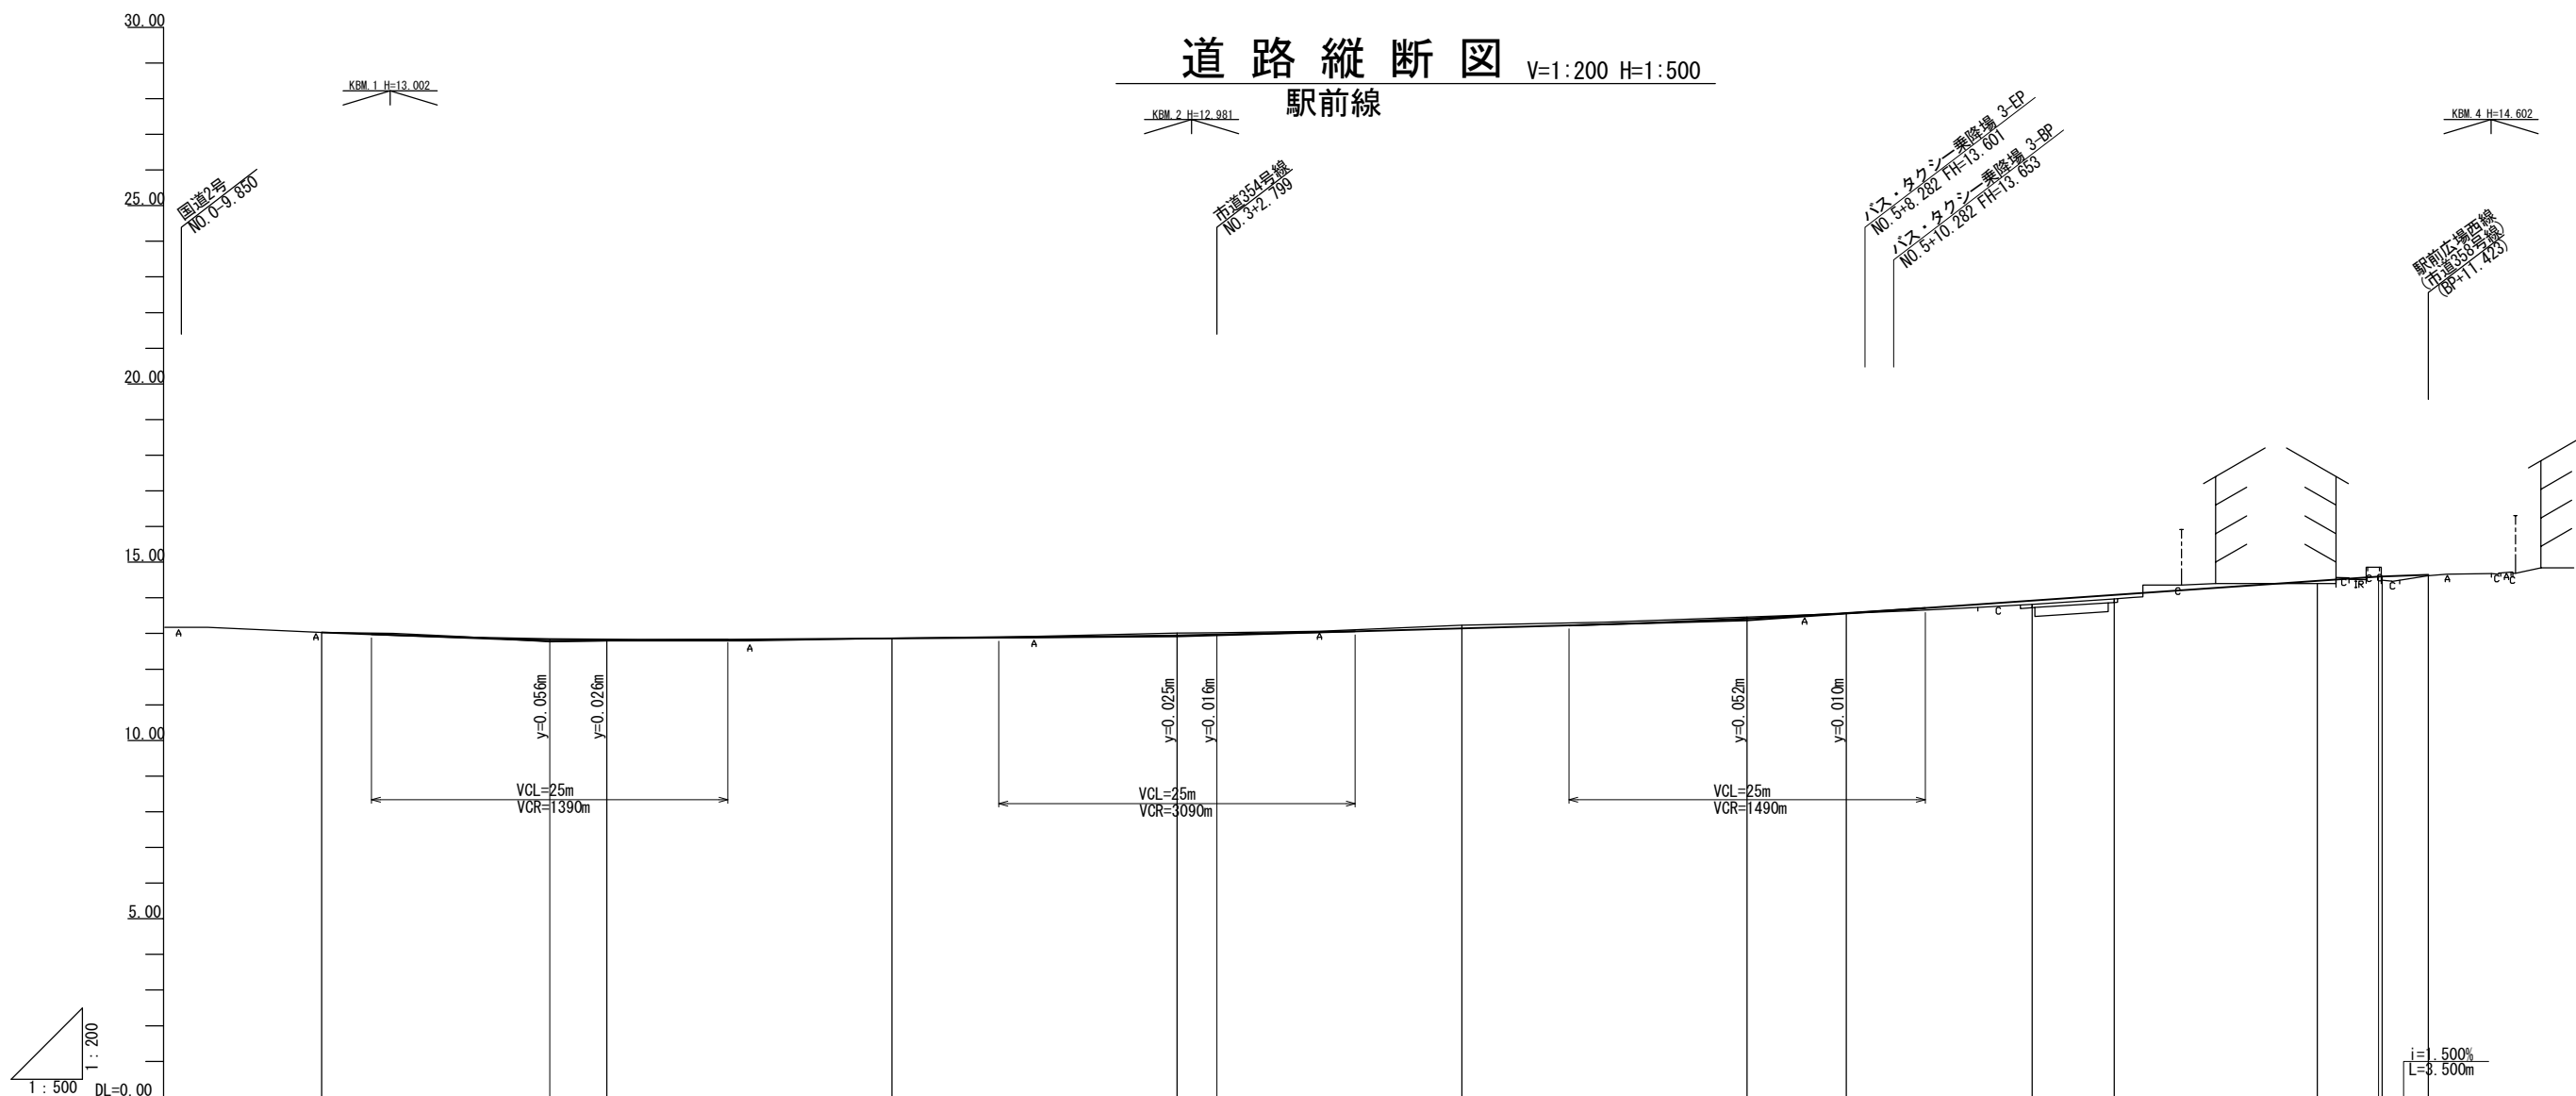 道路縦断図 V=1:200 H=1:500
駅前線
30.00
25.00
20.00
15.00
10.00
5.00
DL=0.00
1 : 200
1 : 500
KBM.1 H=13.002
KBM.2 H=12.981
KBM.4 H=14.602
国道2号
NO.0-9.850
市道354号線
NO.3+2.799
バス・タクシー乗降場 3-EP
NO.5+8.282 FH=13.601
バス・タクシー乗降場 3-BP
NO.5+10.282 FH=13.653
駅前広場西線
(市道358号線)
(BP+11.423)
A
A
A
A
A
A
C
C
C
IR
C
C
C
A
C
A
C
y=0.056m
y=0.026m
y=0.025m
y=0.016m
y=0.052m
y=0.010m
VCL=25m
VCR=1390m
VCL=25m
VCR=3090m
VCL=25m
VCR=1490m
i=1.500%
L=3.500m